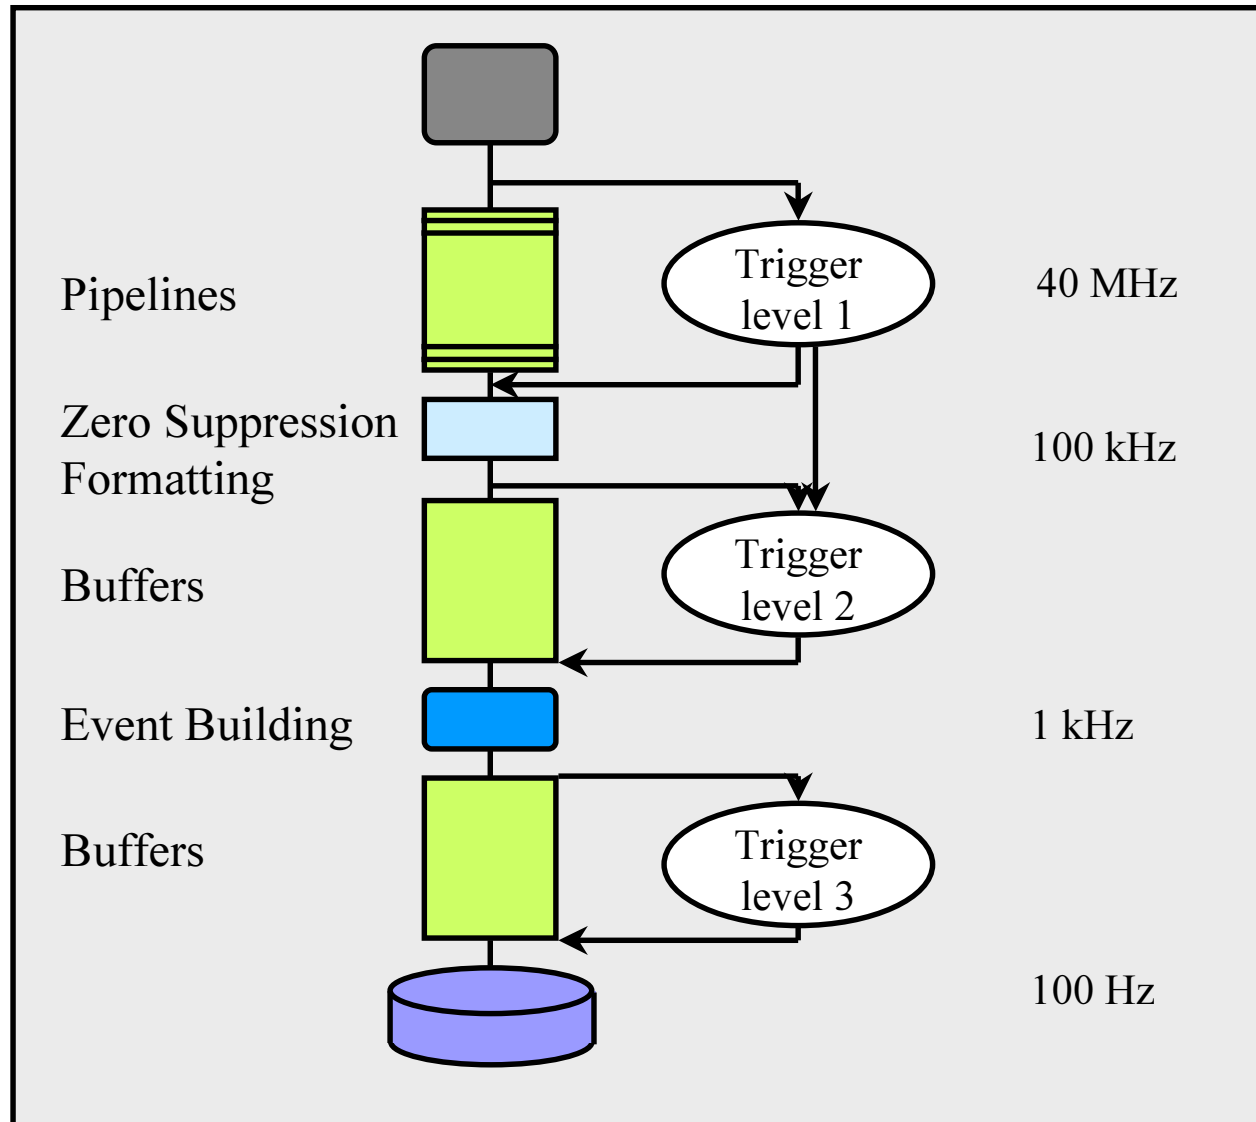 Trigger
level 1
Pipelines
40 MHz
Zero Suppression
Formatting
100 kHz
Trigger
level 2
Buffers
Event Building
1 kHz
Trigger
level 3
Buffers
100 Hz